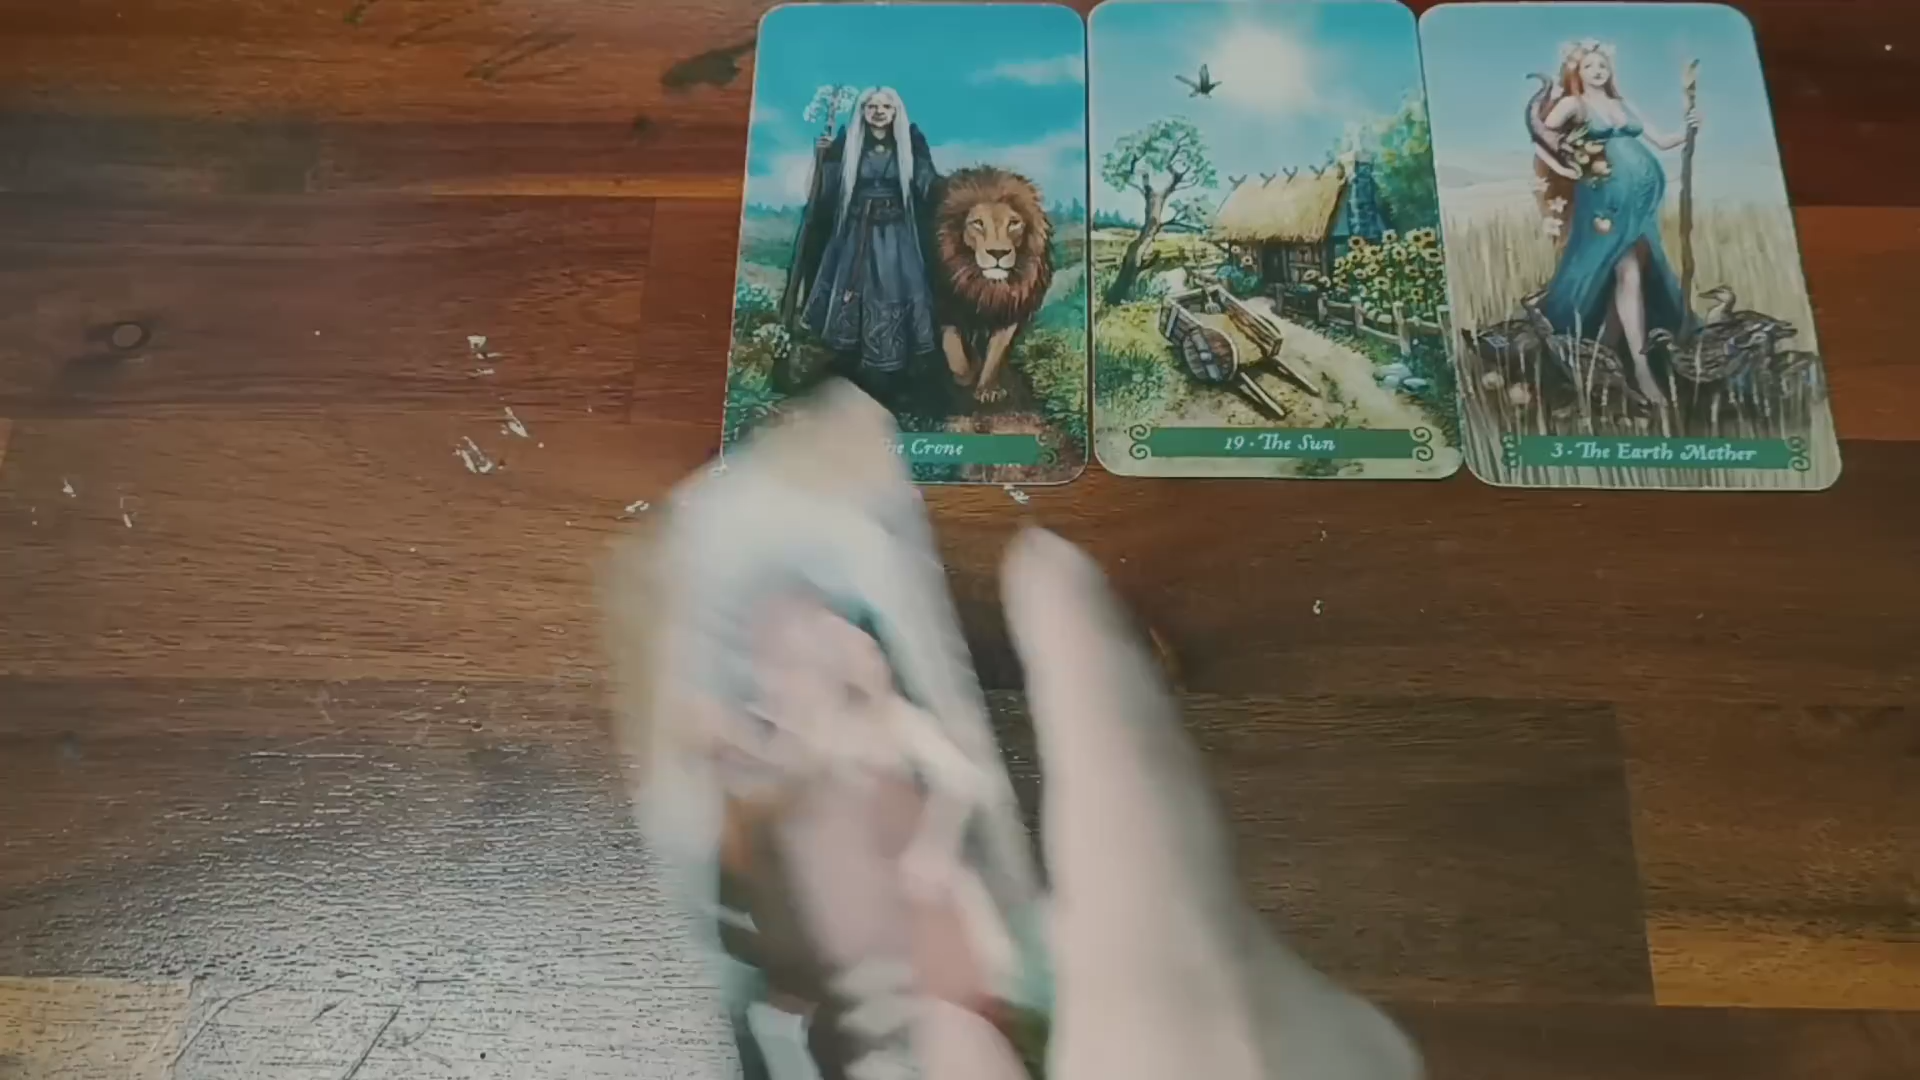 The Crone
19 · The Sun
3 · The Earth Mother